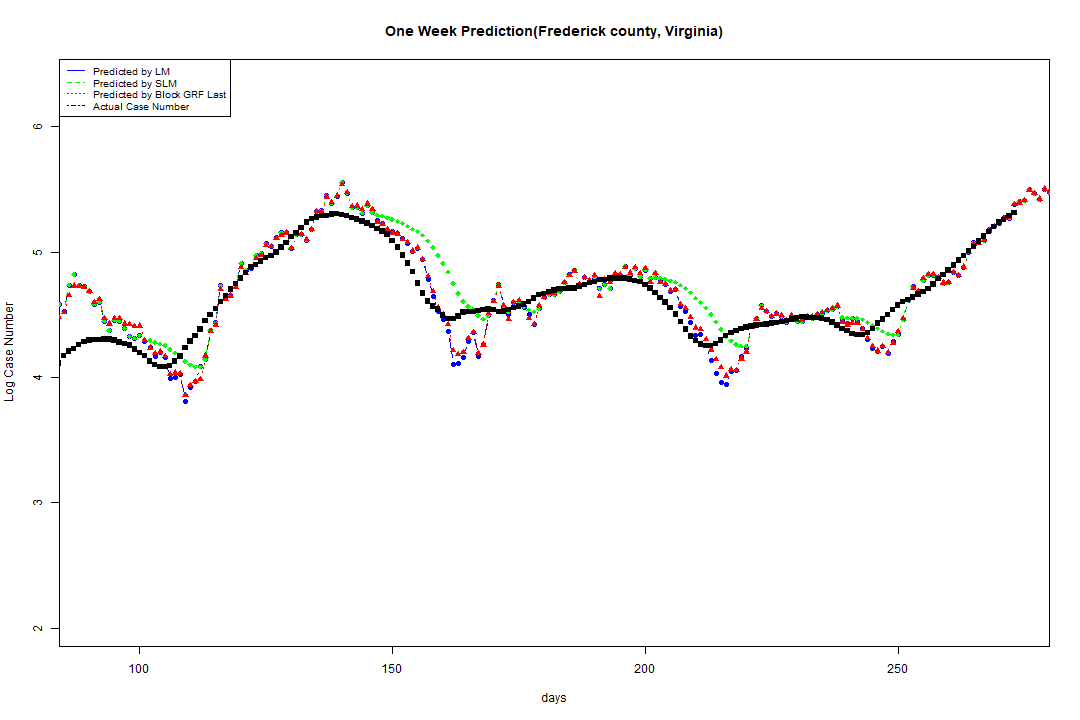 One Week Prediction(Frederick county, Virginia)
Predicted by LM
Predicted by SLM
Predicted by Block GRF Last
Actual Case Number
6
5
4
3
2
Log Case Number
100 150 200 250
days